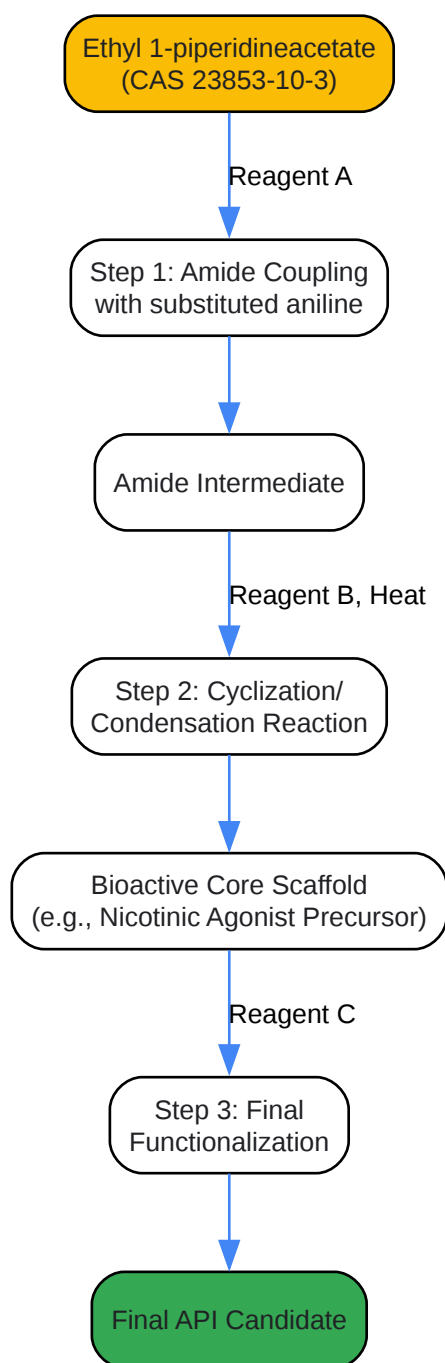 Ethyl 1-piperidineacetate
(CAS 23853-10-3)
Reagent A
Step 1: Amide Coupling
with substituted aniline
Amide Intermediate
Reagent B, Heat
Step 2: Cyclization/
Condensation Reaction
Bioactive Core Scaffold
(e.g., Nicotinic Agonist Precursor)
Reagent C
Step 3: Final
Functionalization
Final API Candidate